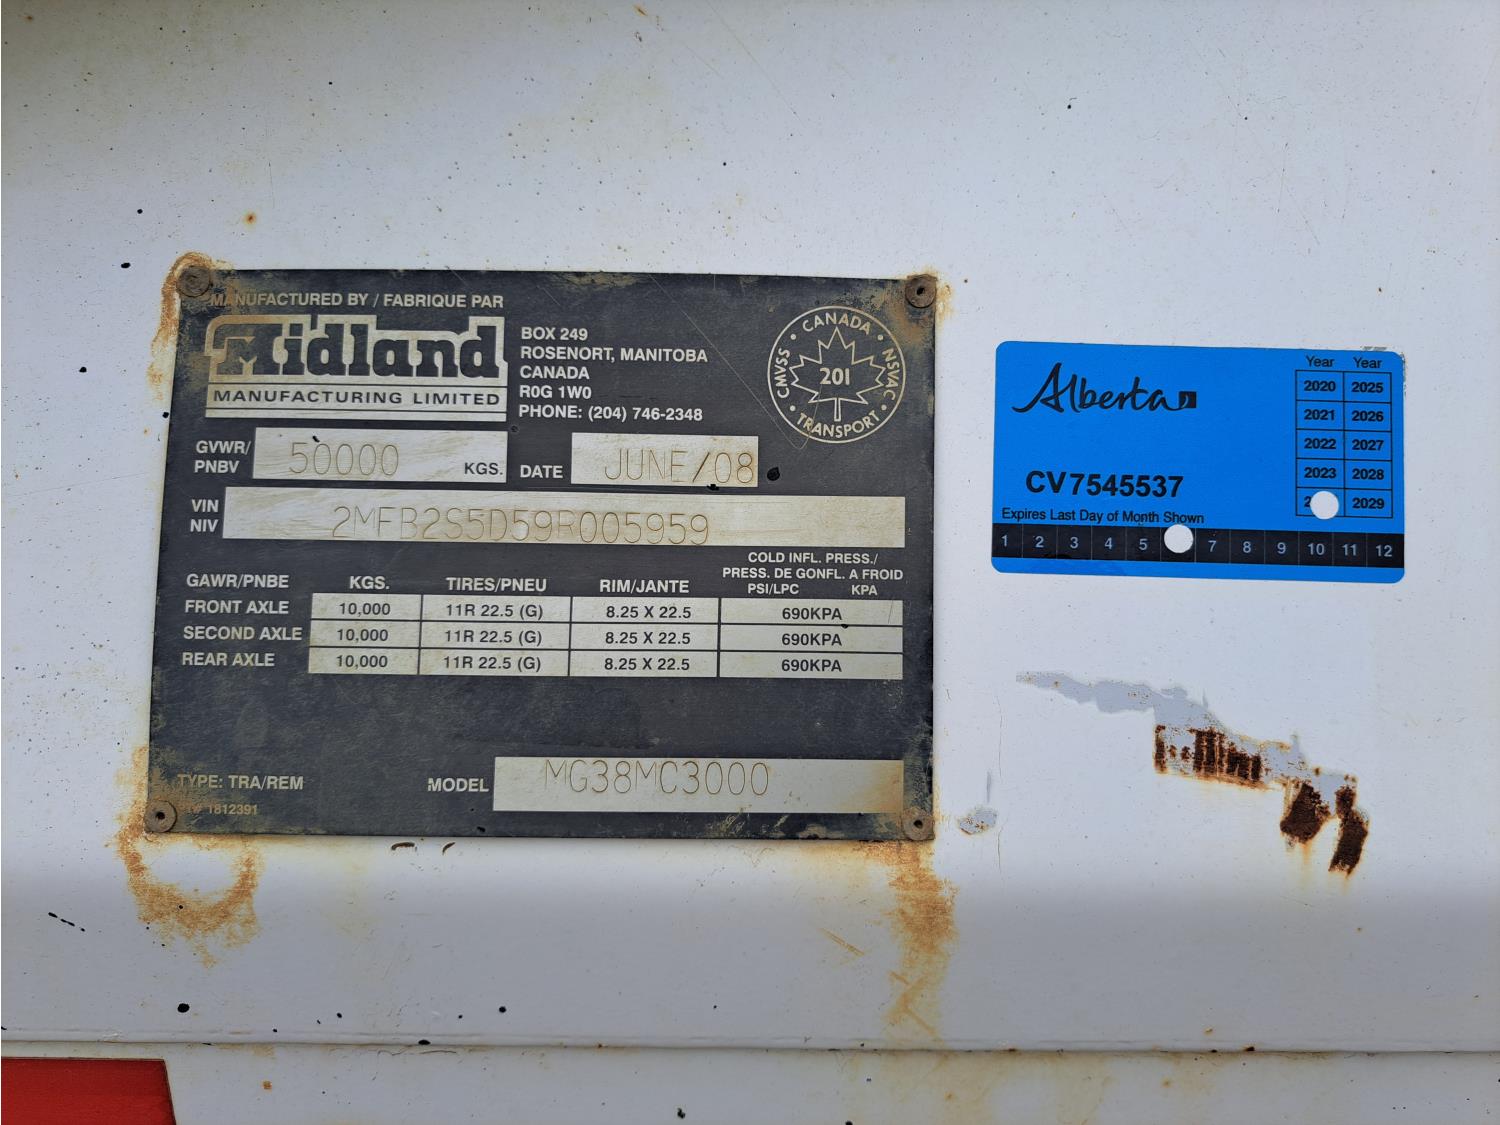 MANUFACTURED BY / FABRIQUE PAR
Midland
MANUFACTURING LIMITED
BOX 249
ROSENORT, MANITOBA
CANADA
R0G 1W0
PHONE: (204) 746-2348
CANADA
CMVSS
201
NSVAC
TRANSPORT
GVWR/
PNBV
50000 KGS.
DATE JUNE/08
VIN
NIV
2MFB2S5D59R005959
COLD INFL. PRESS./
PRESS. DE GONFL. A FROID
GAWR/PNBE KGS. TIRES/PNEU RIM/JANTE PSI/LPC KPA
FRONT AXLE 10,000 11R 22.5 (G) 8.25 X 22.5 690KPA
SECOND AXLE 10,000 11R 22.5 (G) 8.25 X 22.5 690KPA
REAR AXLE 10,000 11R 22.5 (G) 8.25 X 22.5 690KPA
TYPE: TRA/REM
MODEL MG38MC3000
1812391
Alberta
Year Year
2020 2025
2021 2026
2022 2027
2023 2028
2029
CV7545537
Expires Last Day of Month Shown
1 2 3 4 5 7 8 9 10 11 12